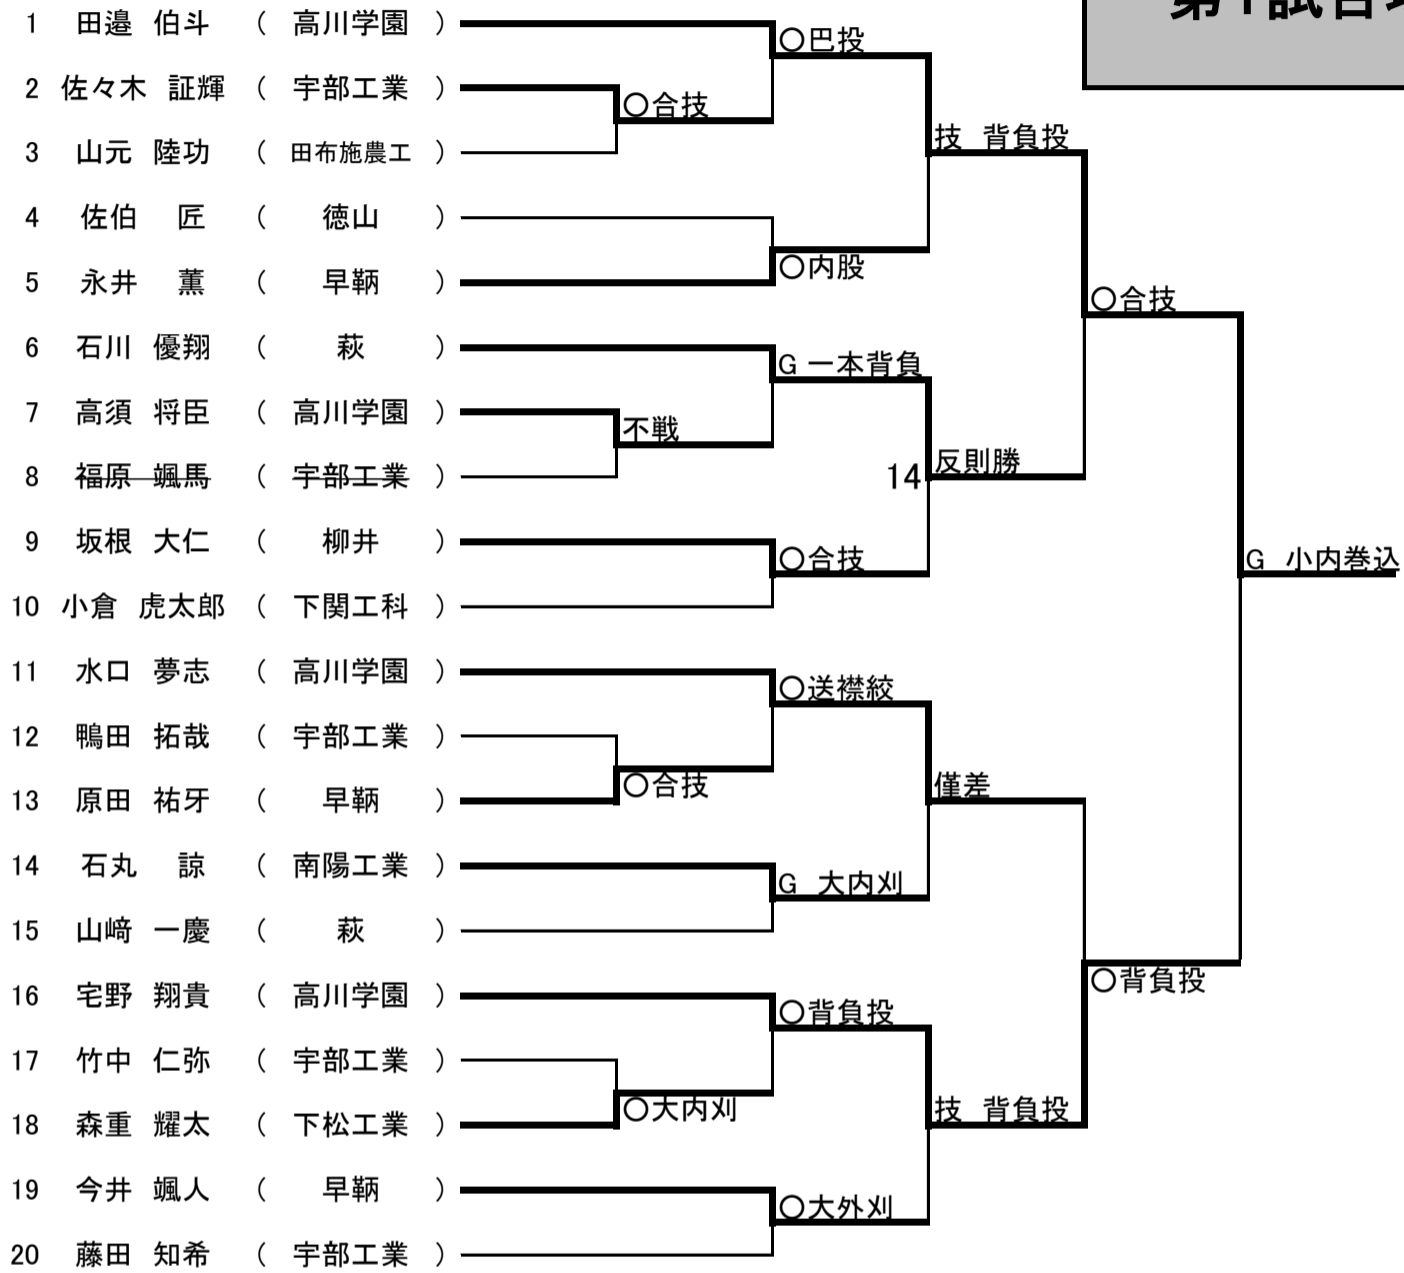 第1試合
1 田邉 伯斗 ( 高川学園 )
○巴投
2 佐々木 証輝 ( 宇部工業 )
○合技
3 山元 陸功 ( 田布施農工 )
技 背負投
4 佐伯 匠 ( 徳山 )
○内股
5 永井 薫 ( 早鞆 )
○合技
6 石川 優翔 ( 萩 )
G 一本背負
7 高須 将臣 ( 高川学園 )
不戦
8 福原 颯馬 ( 宇部工業 )
14 反則勝
9 坂根 大仁 ( 柳井 )
○合技
G 小内巻込
10 小倉 虎太郎 ( 下関工科 )
11 水口 夢志 ( 高川学園 )
○送襟絞
12 鴨田 拓哉 ( 宇部工業 )
○合技
13 原田 祐牙 ( 早鞆 )
僅差
14 石丸 諒 ( 南陽工業 )
G 大内刈
15 山﨑 一慶 ( 萩 )
○背負投
16 宅野 翔貴 ( 高川学園 )
○背負投
17 竹中 仁弥 ( 宇部工業 )
○大内刈
18 森重 耀太 ( 下松工業 )
技 背負投
19 今井 颯人 ( 早鞆 )
○大外刈
20 藤田 知希 ( 宇部工業 )